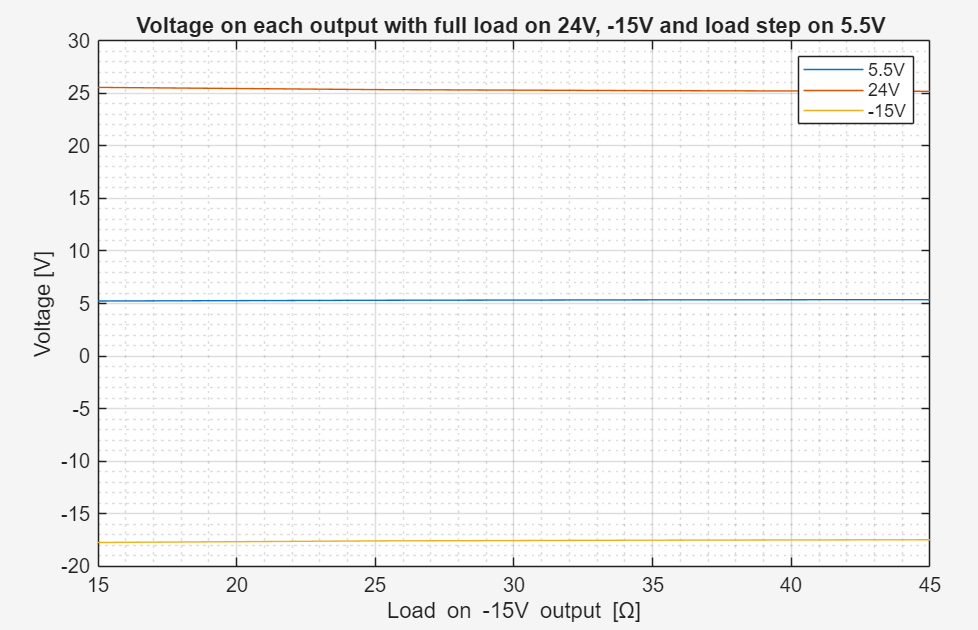 Voltage on each output with full load on 24V, -15V and load step on 5.5V
30
25
20
15
10
5
0
-5
-10
-15
-20
Voltage [V]
5.5V
24V
-15V
15 20 25 30 35 40 45
Load on -15V output [Ω]